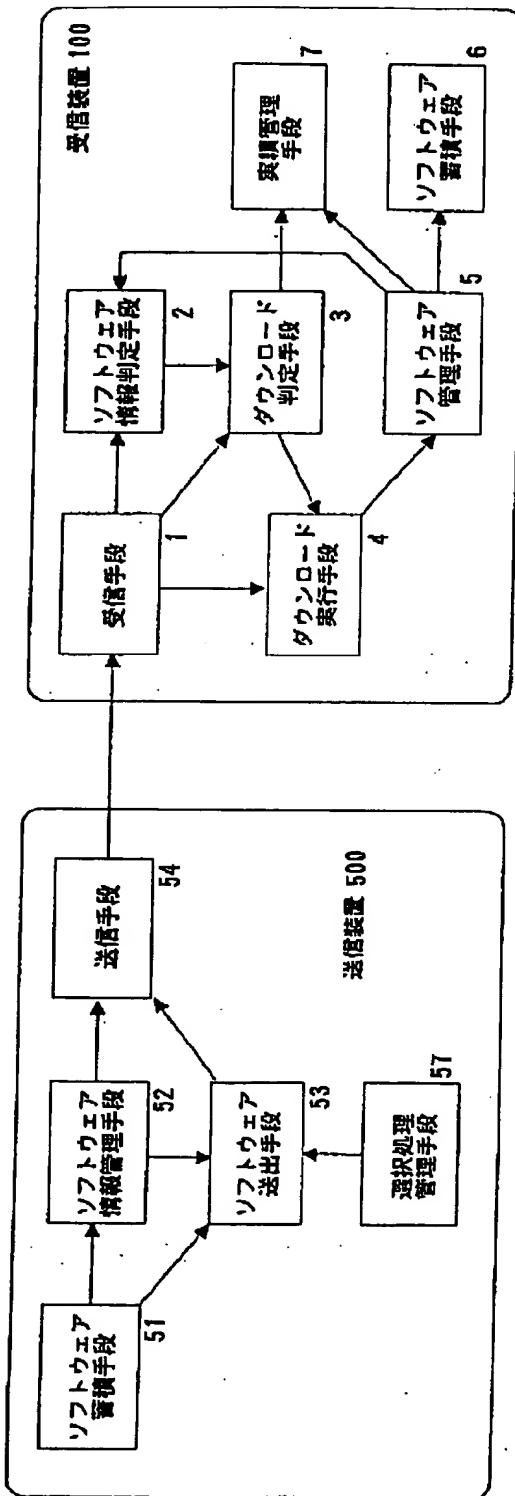 ソフトウェア
蓄積手段
51
ソフトウェア
情報管理手段
52
送信手段
54
ソフトウェア
送出手段
53
選択処理
管理手段
57
送信装置 500
受信装置 100
受信手段
1
ソフトウェア
情報判定手段
2
ダウンロード
判定手段
3
実績管理
手段
7
ダウンロード
実行手段
4
ソフトウェア
管理手段
5
ソフトウェア
蓄積手段
6